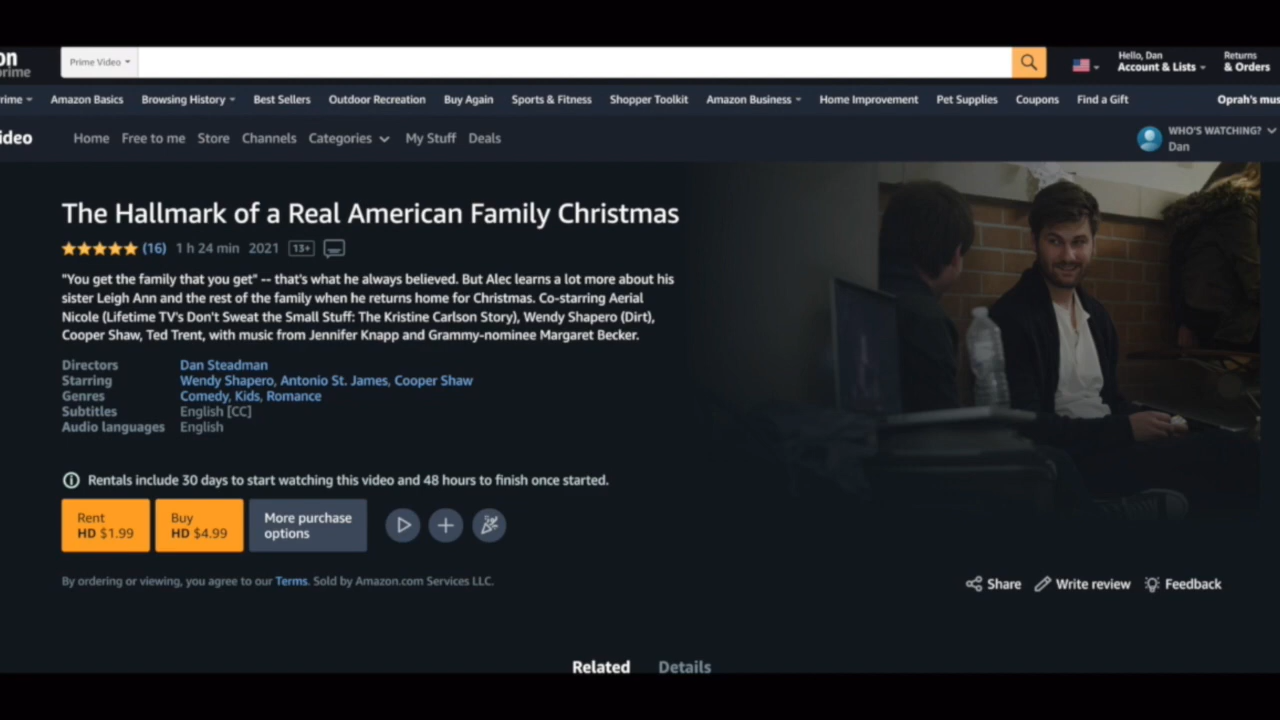 on
prime
Prime Video
Hello, Dan
Account & Lists
Returns
& Orders
rime
Amazon Basics
Browsing History
Best Sellers
Outdoor Recreation
Buy Again
Sports & Fitness
Shopper Toolkit
Amazon Business
Home Improvement
Pet Supplies
Coupons
Find a Gift
Oprah's mus
ideo
Home
Free to me
Store
Channels
Categories
My Stuff
Deals
WHO'S WATCHING?
Dan
The Hallmark of a Real American Family Christmas
(16) 1 h 24 min 2021 13+
"You get the family that you get" -- that's what he always believed. But Alec learns a lot more about his
sister Leigh Ann and the rest of the family when he returns home for Christmas. Co-starring Aerial
Nicole (Lifetime TV's Don't Sweat the Small Stuff: The Kristine Carlson Story), Wendy Shapero (Dirt),
Cooper Shaw, Ted Trent, with music from Jennifer Knapp and Grammy-nominee Margaret Becker.
Directors Dan Steadman
Starring Wendy Shapero, Antonio St. James, Cooper Shaw
Genres Comedy, Kids, Romance
Subtitles English [CC]
Audio languages English
Rentals include 30 days to start watching this video and 48 hours to finish once started.
Rent
HD $1.99
Buy
HD $4.99
More purchase
options
By ordering or viewing, you agree to our Terms. Sold by Amazon.com Services LLC.
Share
Write review
Feedback
Related
Details